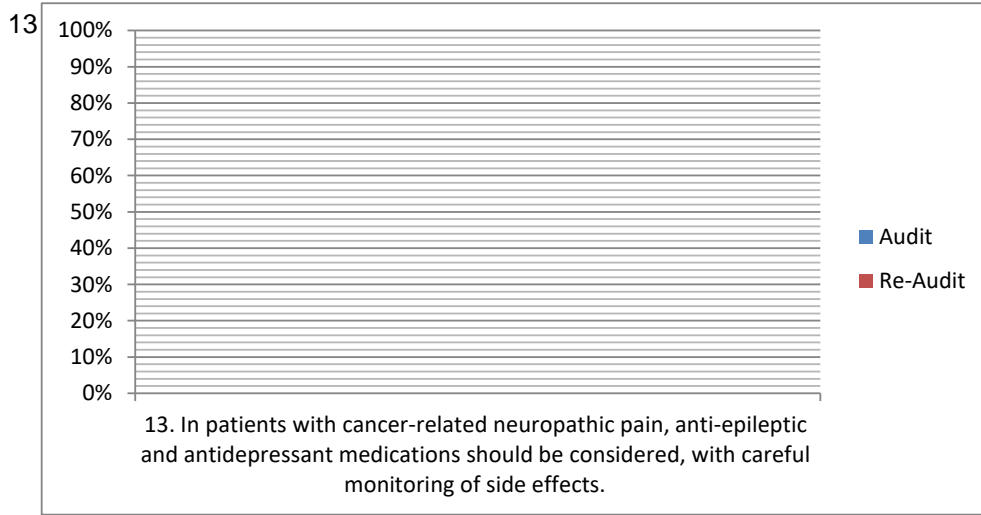 13
100%
90%
80%
70%
60%
50%
40%
30%
20%
10%
0%
Audit
Re-Audit
13. In patients with cancer-related neuropathic pain, anti-epileptic
and antidepressant medications should be considered, with careful
monitoring of side effects.